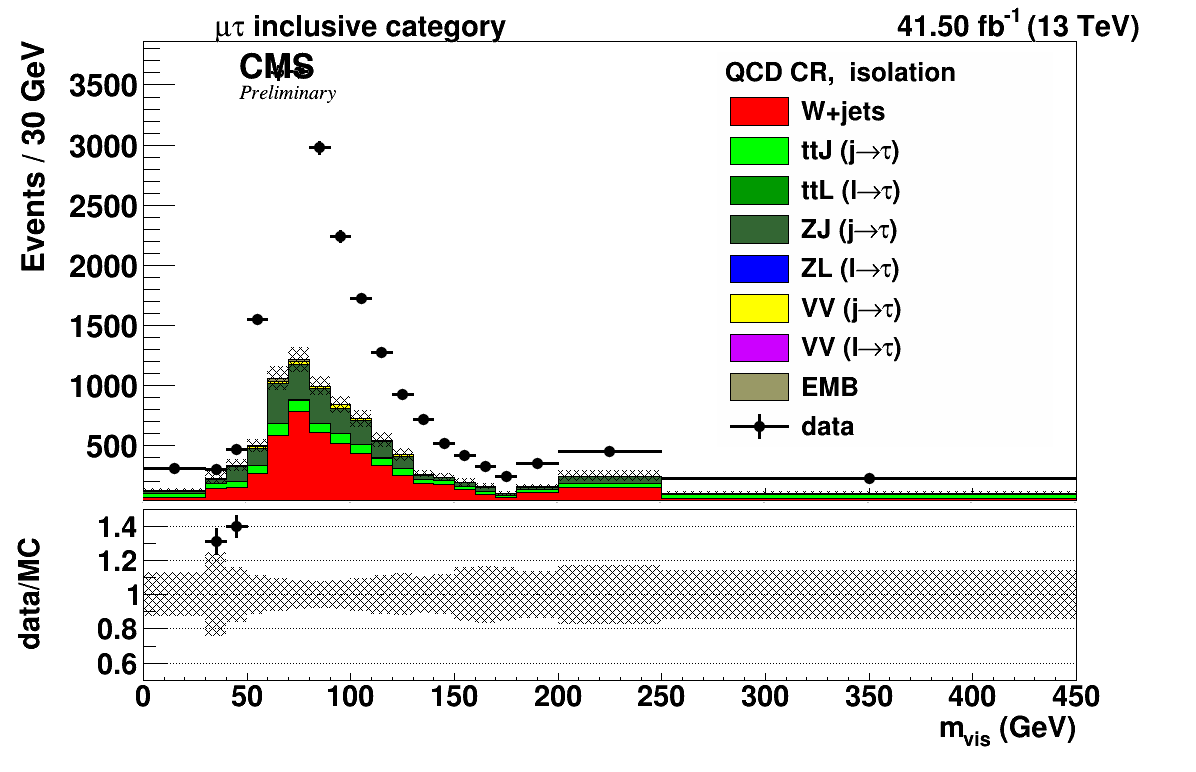 μτ inclusive category
41.50 fb⁻¹ (13 TeV)
CMS
Preliminary
QCD CR, isolation
W+jets
ttJ (j→τ)
ttL (l→τ)
ZJ (j→τ)
ZL (l→τ)
VV (j→τ)
VV (l→τ)
EMB
data
Events / 30 GeV
3500
3000
2500
2000
1500
1000
500
data/MC
1.4
1.2
1
0.8
0.6
0 50 100 150 200 250 300 350 400 450
m_vis (GeV)